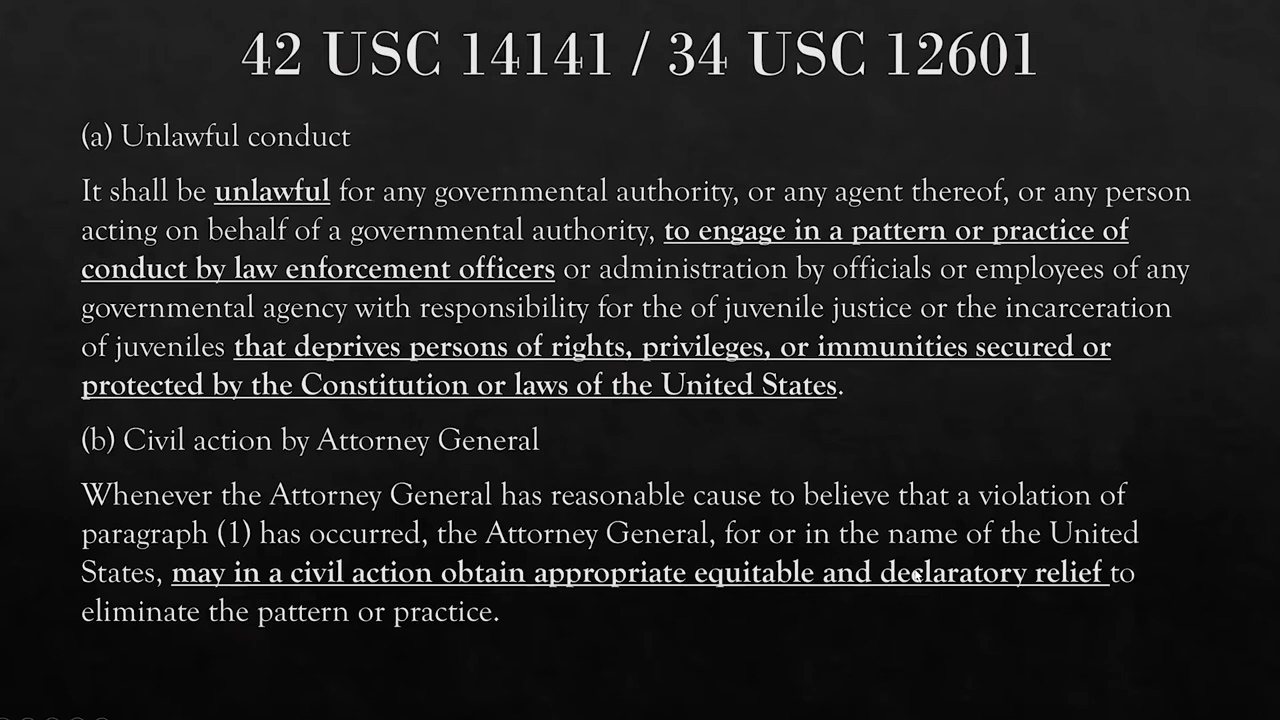 42 USC 14141 / 34 USC 12601
(a) Unlawful conduct
It shall be unlawful for any governmental authority, or any agent thereof, or any person
acting on behalf of a governmental authority, to engage in a pattern or practice of
conduct by law enforcement officers or administration by officials or employees of any
governmental agency with responsibility for the of juvenile justice or the incarceration
of juveniles that deprives persons of rights, privileges, or immunities secured or
protected by the Constitution or laws of the United States.
(b) Civil action by Attorney General
Whenever the Attorney General has reasonable cause to believe that a violation of
paragraph (1) has occurred, the Attorney General, for or in the name of the United
States, may in a civil action obtain appropriate equitable and declaratory relief to
eliminate the pattern or practice.